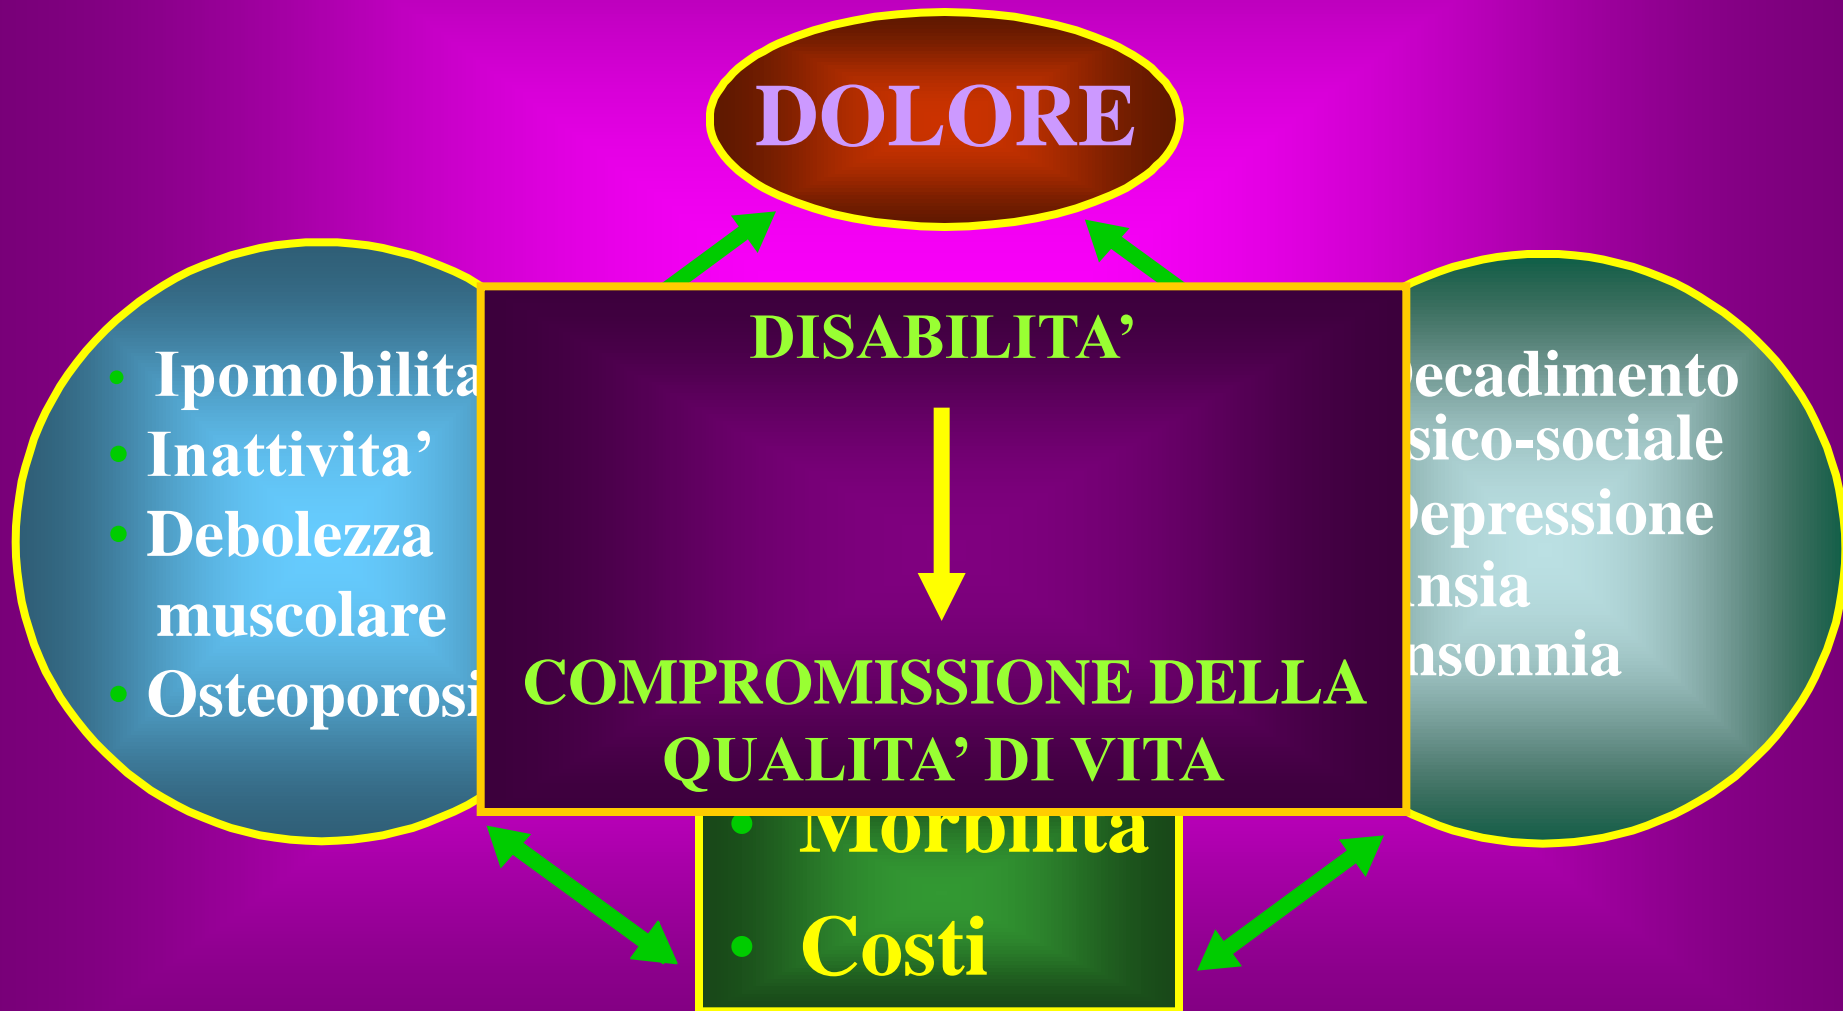 DOLORE
• Ipomobilita
• Inattivita’
• Debolezza
muscolare
• Osteoporosi
DISABILITA’
COMPROMISSIONE DELLA
QUALITA’ DI VITA
ecadimento
sico-sociale
epressione
nsia
nsonnia
• Morbilita
• Costi